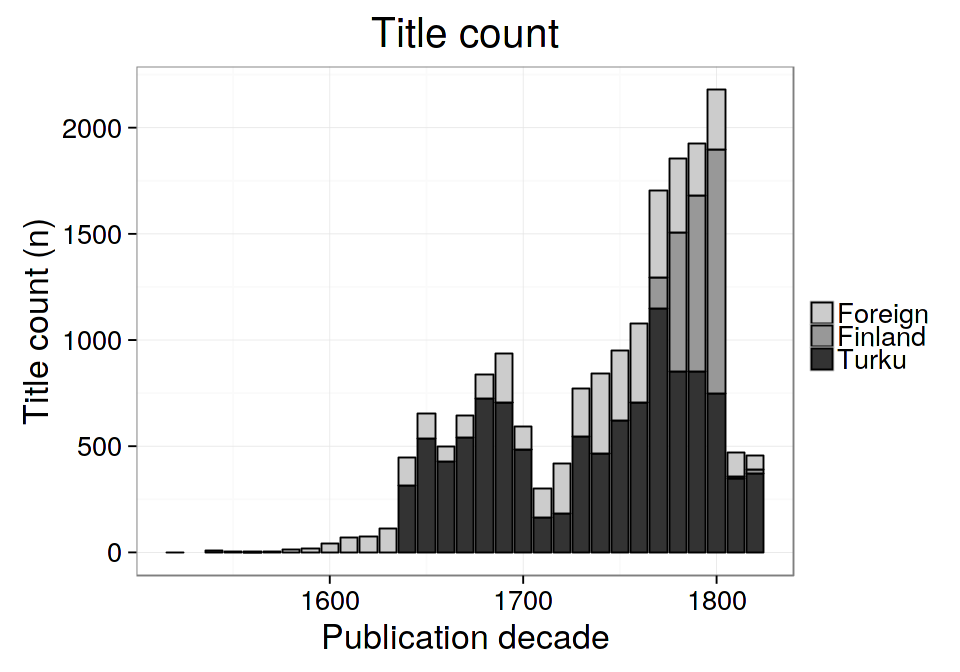 Title count
Title count (n)
2000
1500
1000
500
0
1600 1700 1800
Publication decade
Foreign
Finland
Turku